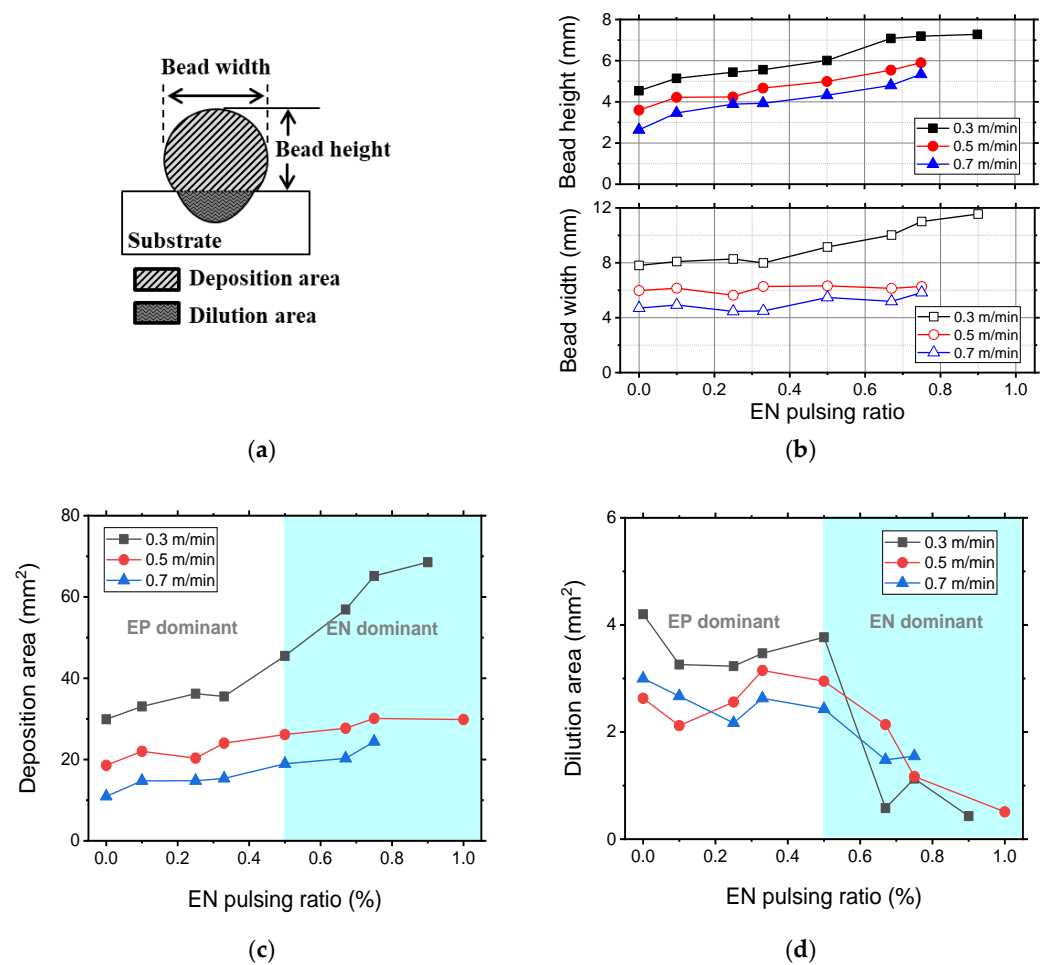 Bead width
Bead height
Substrate
Deposition area
Dilution area
(a)
8
6
4
2
0
Bead height (mm)
0.3 m/min
0.5 m/min
0.7 m/min
12
8
4
0
Bead width (mm)
0.3 m/min
0.5 m/min
0.7 m/min
0.0 0.2 0.4 0.6 0.8 1.0
EN pulsing ratio
(b)
80
60
40
20
0
Deposition area (mm2)
0.3 m/min
0.5 m/min
0.7 m/min
EP dominant EN dominant
0.0 0.2 0.4 0.6 0.8 1.0
EN pulsing ratio (%)
(c)
6
4
2
0
Dilution area (mm2)
0.3 m/min
0.5 m/min
0.7 m/min
EP dominant EN dominant
0.0 0.2 0.4 0.6 0.8 1.0
EN pulsing ratio (%)
(d)